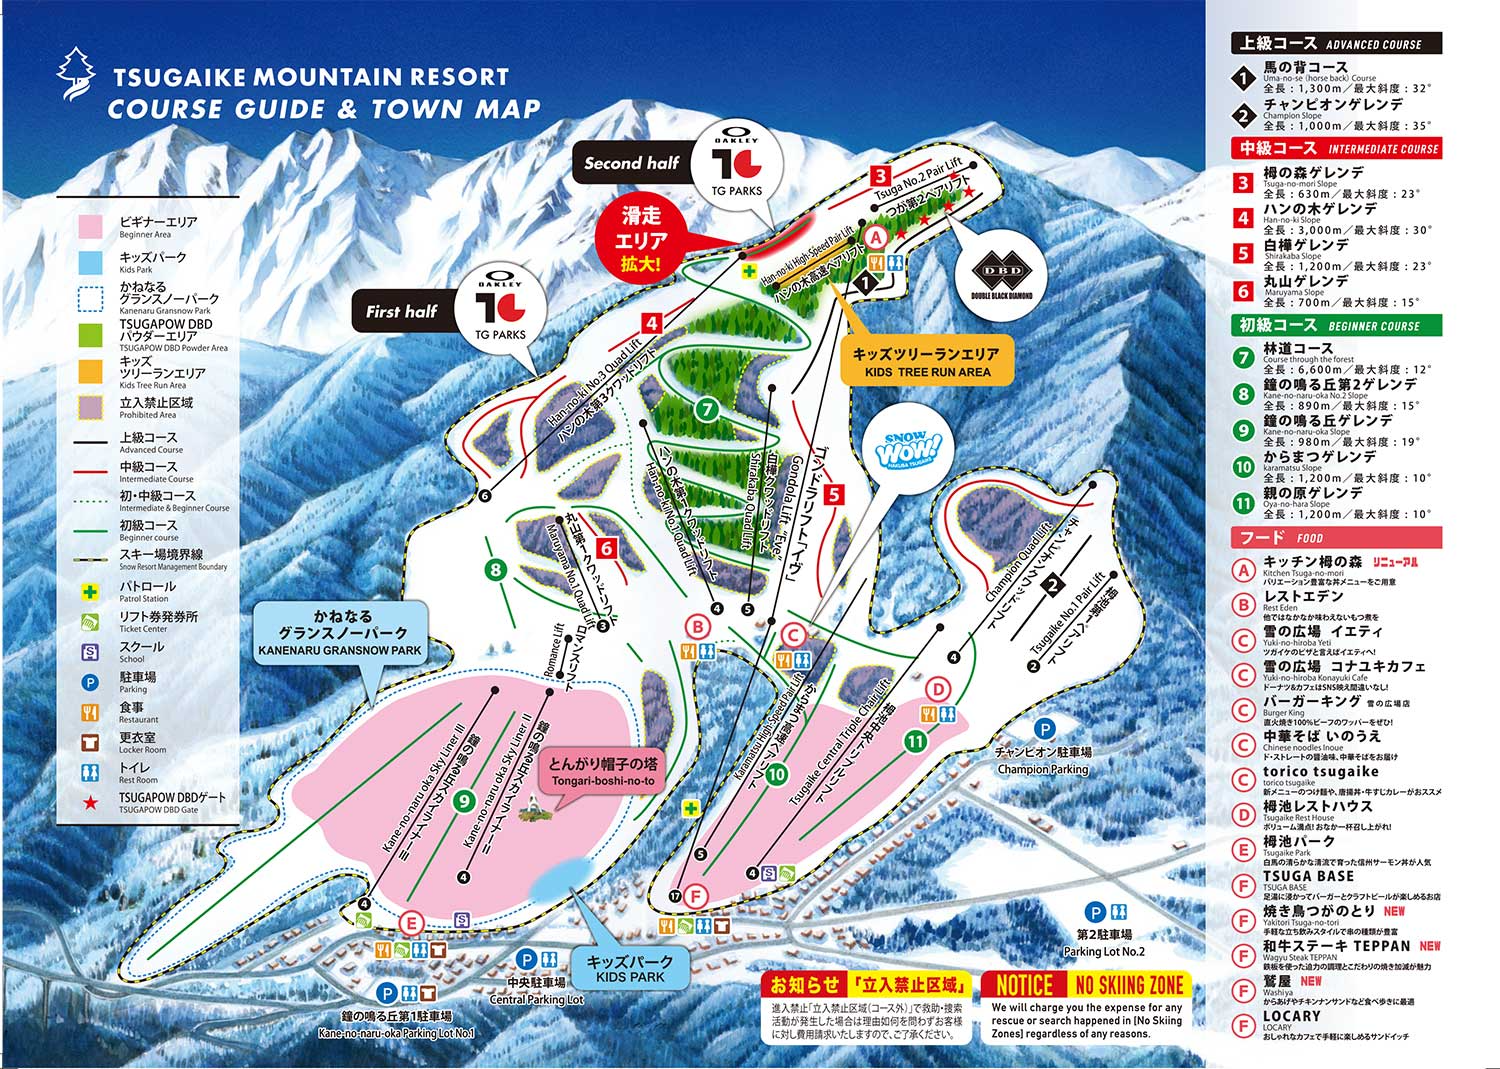 TSUGAIKE MOUNTAIN RESORT
COURSE GUIDE & TOWN MAP
ビギナーエリア
Beginner Area
キッズパーク
Kids Park
かねなる
グランスノーパーク
Kanenaru Gransnow Park
TSUGAPOW DBD
パウダーエリア
TSUGAPOW DBD Powder Area
キッズ
ツリーランエリア
Kids Tree Run Area
立入禁止区域
Prohibited Area
上級コース
Advanced Course
中級コース
Intermediate Course
初・中級コース
Intermediate & Beginner Course
初級コース
Beginner course
スキー場境界線
Snow Resort Management Boundary
パトロール
Patrol Station
リフト券発券所
Ticket Center
スクール
School
駐車場
Parking
食事
Restaurant
更衣室
Locker Room
トイレ
Rest Room
TSUGAPOW DBDゲート
TSUGAPOW DBD Gate
Second half
OAKLEY
TG PARKS
滑走
エリア
拡大!
First half
OAKLEY
TG PARKS
3
Tsuga No.2 Pair Lift
つが第2ペアリフト
Han-no-ki High-Speed Pair Lift
ハンの木高速ペアリフト
A
1
DBD
DOUBLE BLACK DIAMOND
キッズツリーランエリア
KIDS TREE RUN AREA
4
Han-no-ki No.3 Quad Lift
ハンの木第3クワッドリフト
6
7
ハンの木第1クワッドリフト
Han-no-ki No.1 Quad Lift
4
白樺クワッドリフト
Shirakaba Quad Lift
5
ゴンドラリフト「イヴ」
Gondola Lift "Eve"
5
SNOW
WOW!
HAKUBA TSUGAIKE
丸山第1クワッドリフト
Maruyama No.1 Quad Lift
3
6
8
ロマンスリフト
Romance Lift
B
C
Champion Quad Lift
チャンピオンクワッドリフト
4
2
Tsugaike No.1 Pair Lift
栂池第1ペアリフト
2
かねなる
グランスノーパーク
KANENARU GRANSNOW PARK
Kane-no-naru oka Sky Liner III
鐘の鳴る丘スカイライナーIII
4
9
Kane-no-naru oka Sky Liner II
鐘の鳴る丘スカイライナーII
4
とんがり帽子の塔
Tongari-boshi-no-to
Karamatsu High-Speed Pair Lift
からまつ高速ペアリフト
5
10
Tsugaike Central Triple Chair Lift
栂池中央トリプルリフト
4
S
D
11
17
F
E
S
P
チャンピオン駐車場
Champion Parking
P
第2駐車場
Parking Lot No.2
キッズパーク
KIDS PARK
P
中央駐車場
Central Parking Lot
P
鐘の鳴る丘第1駐車場
Kane-no-naru-oka Parking Lot No.1
お知らせ 「立入禁止区域」
進入禁止「立入禁止区域（コース外）」で救助・捜索
活動が発生した場合は理由如何を問わずお客様
に対し費用請求いたしますので、ご了承ください。
NOTICE NO SKIING ZONE
We will charge you the expense for any
rescue or search happened in [No Skiing
Zones] regardless of any reasons.
上級コース ADVANCED COURSE
1 馬の背コース
Uma-no-se (horse back) Course
全長：1,300m／最大斜度：32°
2 チャンピオンゲレンデ
Champion Slope
全長：1,000m／最大斜度：35°
中級コース INTERMEDIATE COURSE
3 栂の森ゲレンデ
Tsuga-no-mori Slope
全長：630m／最大斜度：23°
4 ハンの木ゲレンデ
Han-no-ki Slope
全長：3,000m／最大斜度：30°
5 白樺ゲレンデ
Shirakaba Slope
全長：1,200m／最大斜度：23°
6 丸山ゲレンデ
Maruyama Slope
全長：700m／最大斜度：15°
初級コース BEGINNER COURSE
7 林道コース
Course through the forest
全長：6,600m／最大斜度：12°
8 鐘の鳴る丘第2ゲレンデ
Kane-no-naru-oka No.2 Slope
全長：890m／最大斜度：15°
9 鐘の鳴る丘ゲレンデ
Kane-no-naru-oka Slope
全長：980m／最大斜度：19°
10 からまつゲレンデ
karamatsu Slope
全長：1,200m／最大斜度：10°
11 親の原ゲレンデ
Oya-no-hara Slope
全長：1,200m／最大斜度：10°
フード FOOD
A キッチン栂の森 リニューアル
Kitchen Tsuga-no-mori
バリエーション豊富な丼メニューをご用意
B レストエデン
Rest Eden
他ではなかなか味わえないもつ煮を
C 雪の広場 イエティ
Yuki-no-hiroba Yeti
ツガイケのピザと言えばイエティへ!
C 雪の広場 コナユキカフェ
Yuki-no-hiroba Konayuki Cafe
ドーナツ&カフェはSNS映え間違いなし!
C バーガーキング 雪の広場店
Burger King
直火焼き100%ビーフのワッパーをぜひ!
C 中華そば いのうえ
Chinese noodles Inoue
ド・ストレートの醤油味、中華そばをお届け
C torico tsugaike
torico tsugaike
新メニューのつけ麺や、唐揚丼・牛すじカレーがおススメ
D 栂池レストハウス
Tsugaike Rest House
ボリューム満点! おなか一杯召し上がれ!
E 栂池パーク
Tsugaike Park
白馬の清らかな清流で育った信州サーモン丼が人気
F TSUGA BASE
TSUGA BASE
足湯に浸かってバーガーとクラフトビールが楽しめるお店
F 焼き鳥つがのとり NEW
Yakitori Tsuga-no-tori
手軽な立ち飲みスタイルで串の種類が豊富
F 和牛ステーキ TEPPAN NEW
Wagyu Steak TEPPAN
鉄板を使った迫力の調理とこだわりの焼き加減が魅力
F 鷲屋 NEW
Washiya
からあげやチキンナンサンドなど食べ歩きに最適
F LOCARY
LOCARY
おしゃれなカフェで手軽に楽しめるサンドイッチ